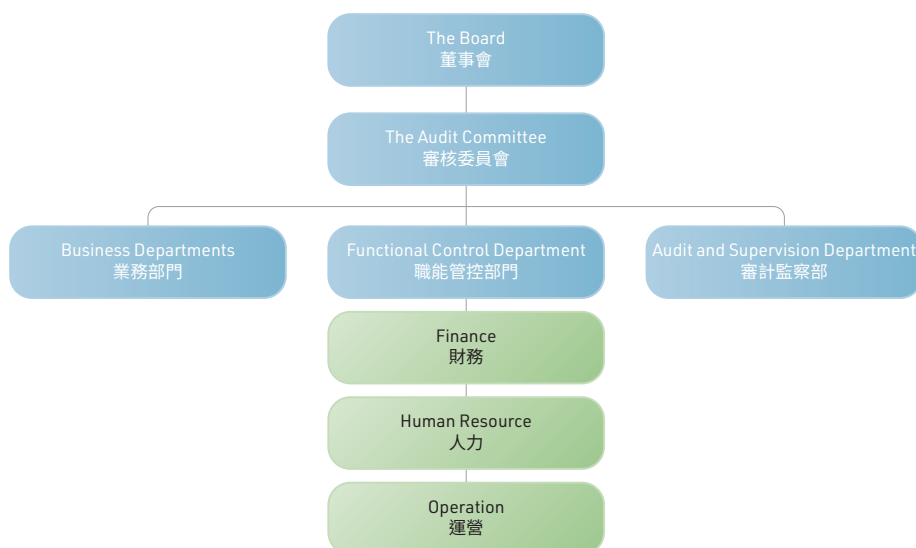 The Board
董事會
The Audit Committee
審核委員會
Business Departments
業務部門
Functional Control Department
職能管控部門
Audit and Supervision Department
審計監察部
Finance
財務
Human Resource
人力
Operation
運營